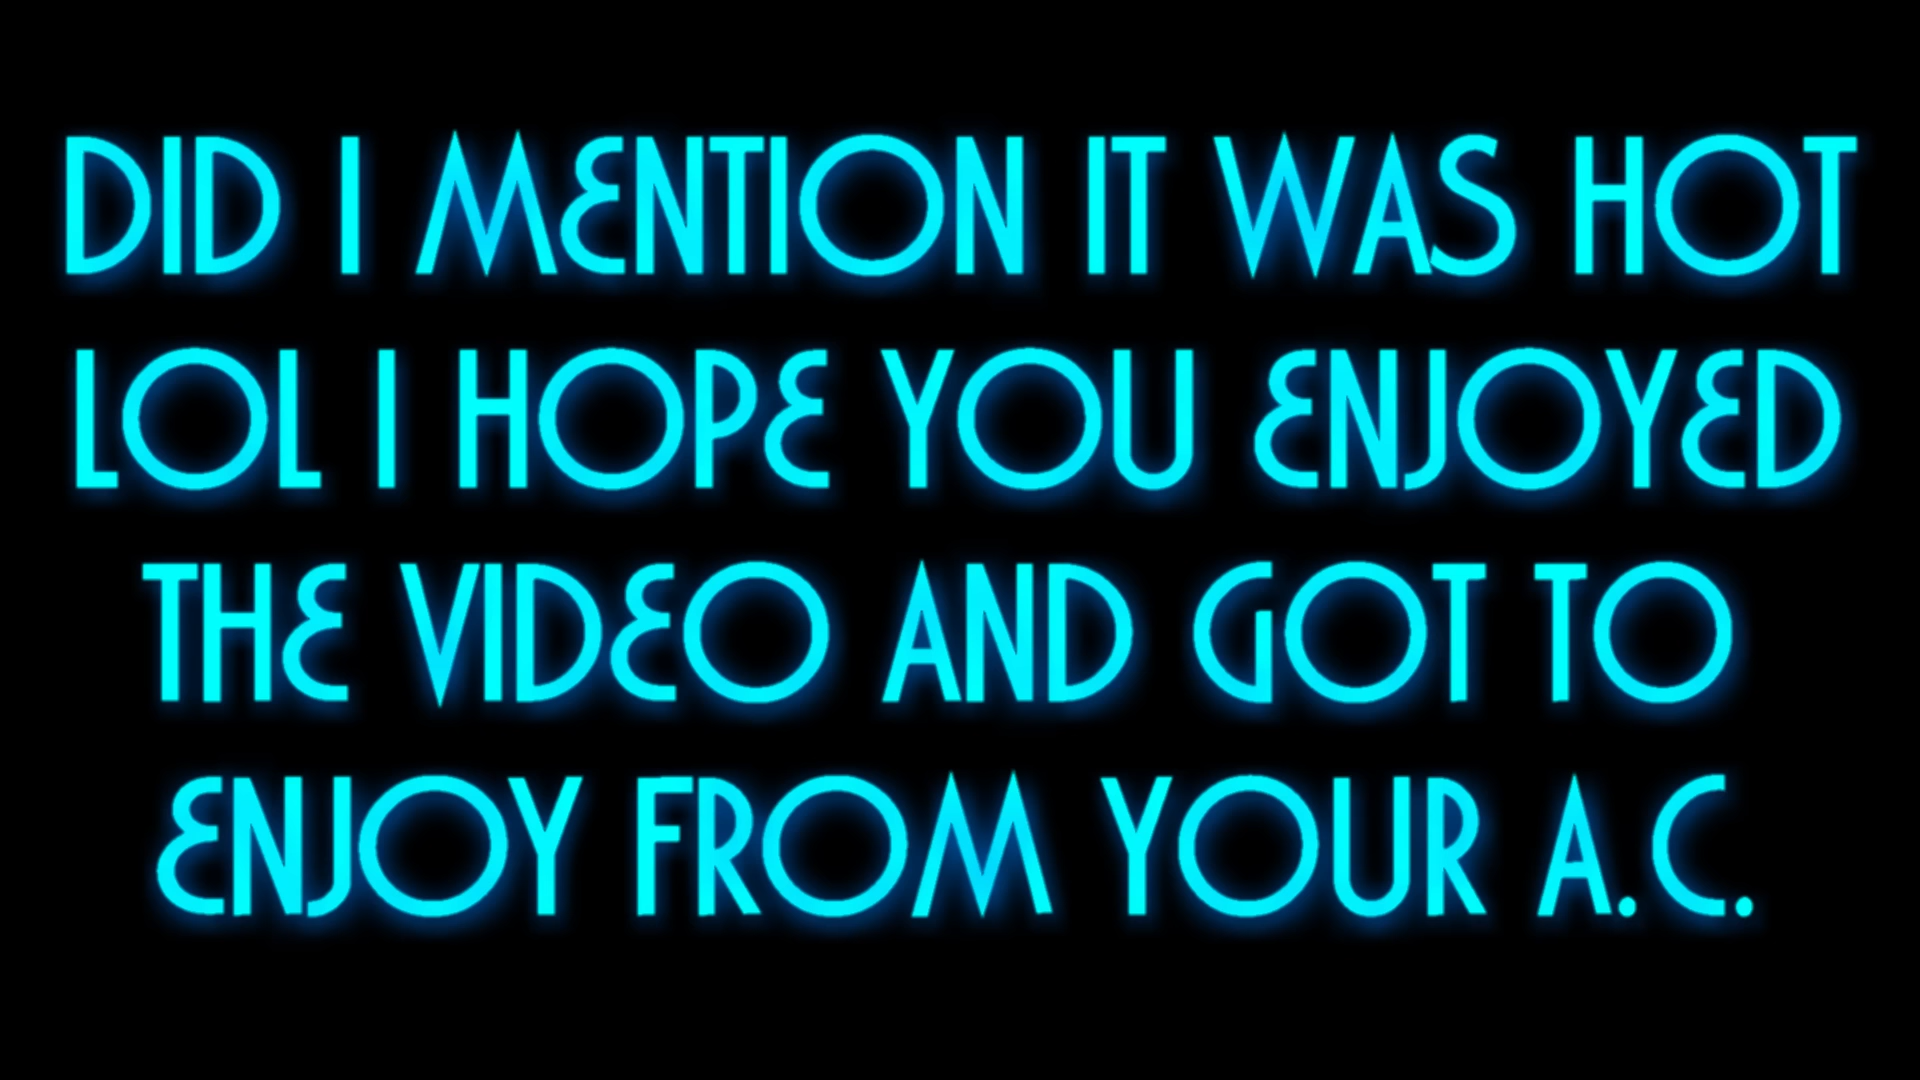 DID I MENTION IT WAS HOT
LOL I HOPE YOU ENJOYED
THE VIDEO AND GOT TO
ENJOY FROM YOUR A.C.